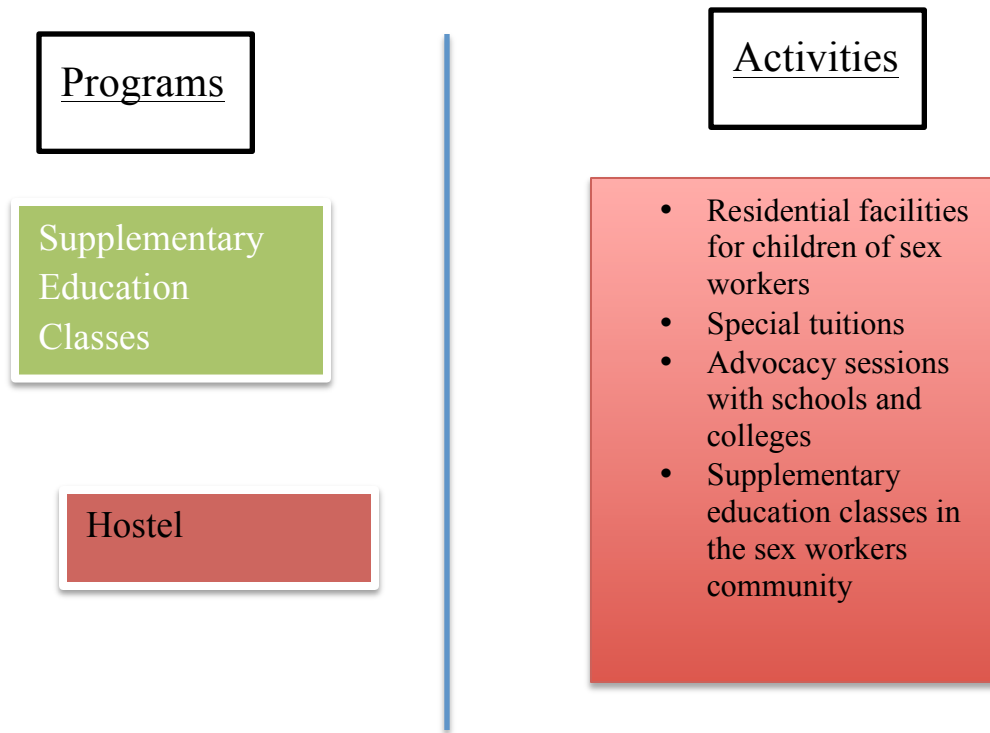 Programs
Supplementary
Education
Classes
Hostel
Activities
• Residential facilities
for children of sex
workers
• Special tuitions
• Advocacy sessions
with schools and
colleges
• Supplementary
education classes in
the sex workers
community